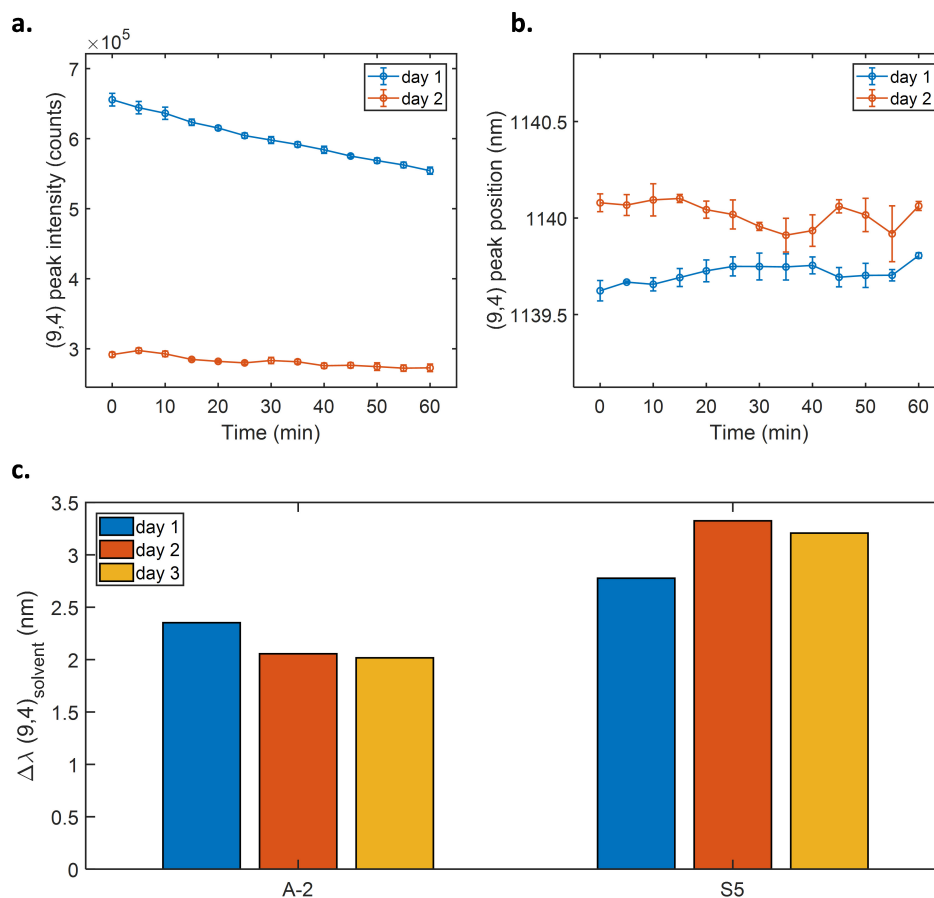 a.
×10⁵
7
6
5
3
(9,4) peak intensity (counts)
day 1
day 2
0 10 20 30 40 50 60
Time (min)
b.
1140.5
1140
1139.5
(9,4) peak position (nm)
day 1
day 2
0 10 20 30 40 50 60
Time (min)
c.
3.5
3
2.5
2
1.5
1
0.5
0
Δλ (9,4)solvent (nm)
day 1
day 2
day 3
A-2 S5